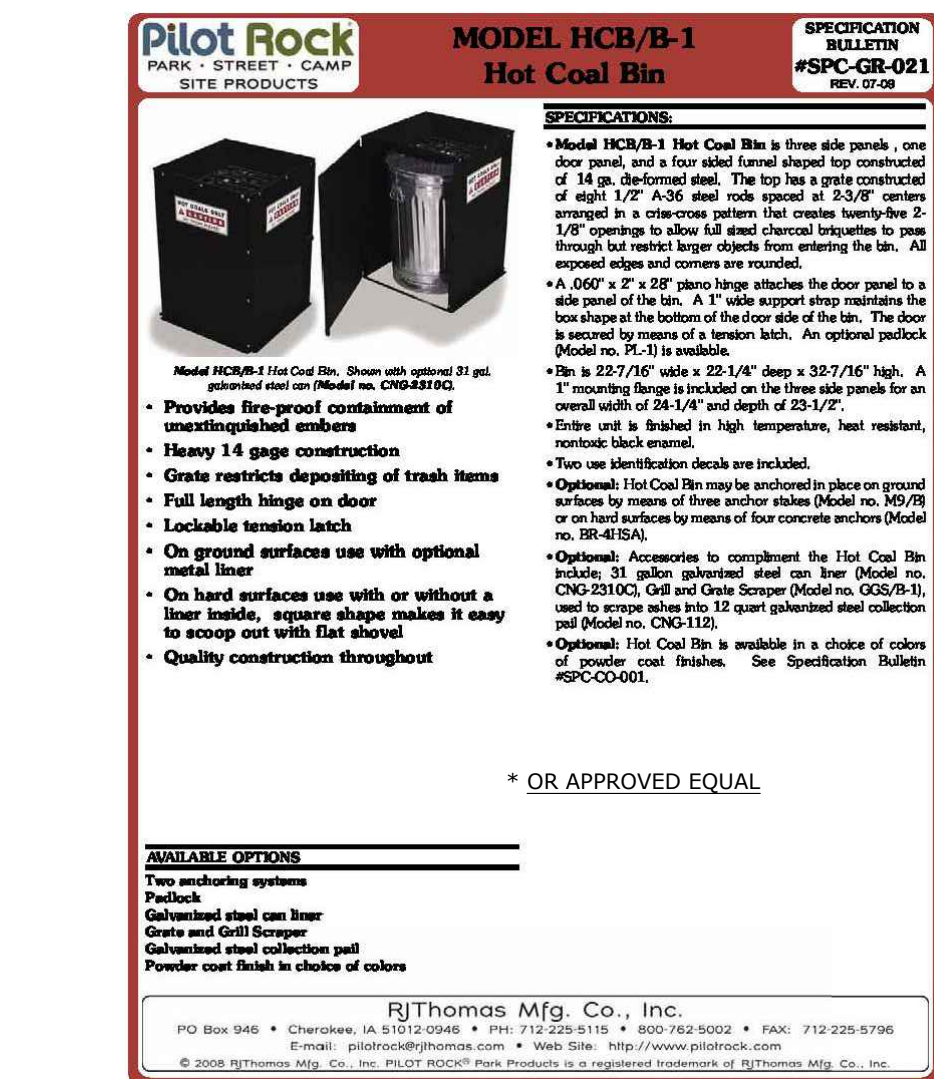 Pilot Rock
PARK · STREET · CAMP
SITE PRODUCTS
MODEL HCB/B-1
Hot Coal Bin
SPECIFICATION
BULLETIN
#SPC-GR-021
REV. 07-09
HOT COALS ONLY
CAUTION
Model HCB/B-1 Hot Coal Bin. Shown with optional 31 gal.
galvanized steel can (Model no. CNG-2310C).
• Provides fire-proof containment of
unextinquished embers
• Heavy 14 gage construction
• Grate restricts depositing of trash items
• Full length hinge on door
• Lockable tension latch
• On ground surfaces use with optional
metal liner
• On hard surfaces use with or without a
liner inside, square shape makes it easy
to scoop out with flat shovel
• Quality construction throughout
SPECIFICATIONS:
• Model HCB/B-1 Hot Coal Bin is three side panels , one
door panel, and a four sided funnel shaped top constructed
of 14 ga. die-formed steel. The top has a grate constructed
of eight 1/2" A-36 steel rods spaced at 2-3/8" centers
arranged in a criss-cross pattern that creates twenty-five 2-
1/8" openings to allow full sized charcoal briquettes to pass
through but restrict larger objects from entering the bin. All
exposed edges and corners are rounded.
• A .060" x 2" x 28" piano hinge attaches the door panel to a
side panel of the bin. A 1" wide support strap maintains the
box shape at the bottom of the door side of the bin. The door
is secured by means of a tension latch. An optional padlock
(Model no. PL-1) is available.
• Bin is 22-7/16" wide x 22-1/4" deep x 32-7/16" high. A
1" mounting flange is included on the three side panels for an
overall width of 24-1/4" and depth of 23-1/2".
• Entire unit is finished in high temperature, heat resistant,
nontoxic black enamel.
• Two use identification decals are included.
• Optional: Hot Coal Bin may be anchored in place on ground
surfaces by means of three anchor stakes (Model no. M9/B)
or on hard surfaces by means of four concrete anchors (Model
no. BR-4HSA).
• Optional: Accessories to compliment the Hot Coal Bin
include; 31 gallon galvanized steel can liner (Model no.
CNG-2310C), Grill and Grate Scraper (Model no. GGS/B-1),
used to scrape ashes into 12 quart galvanized steel collection
pail (Model no. CNG-112).
• Optional: Hot Coal Bin is available in a choice of colors
of powder coat finishes. See Specification Bulletin
#SPC-CO-001.
* OR APPROVED EQUAL
AVAILABLE OPTIONS
Two anchoring systems
Padlock
Galvanized steel can liner
Grate and Grill Scraper
Galvanized steel collection pail
Powder coat finish in choice of colors
RJThomas Mfg. Co., Inc.
PO Box 946 • Cherokee, IA 51012-0946 • PH: 712-225-5115 • 800-762-5002 • FAX: 712-225-5796
E-mail: pilotrock@rjthomas.com • Web Site: http://www.pilotrock.com
© 2008 RJThomas Mfg. Co., Inc. PILOT ROCK® Park Products is a registered trademark of RJThomas Mfg. Co., Inc.